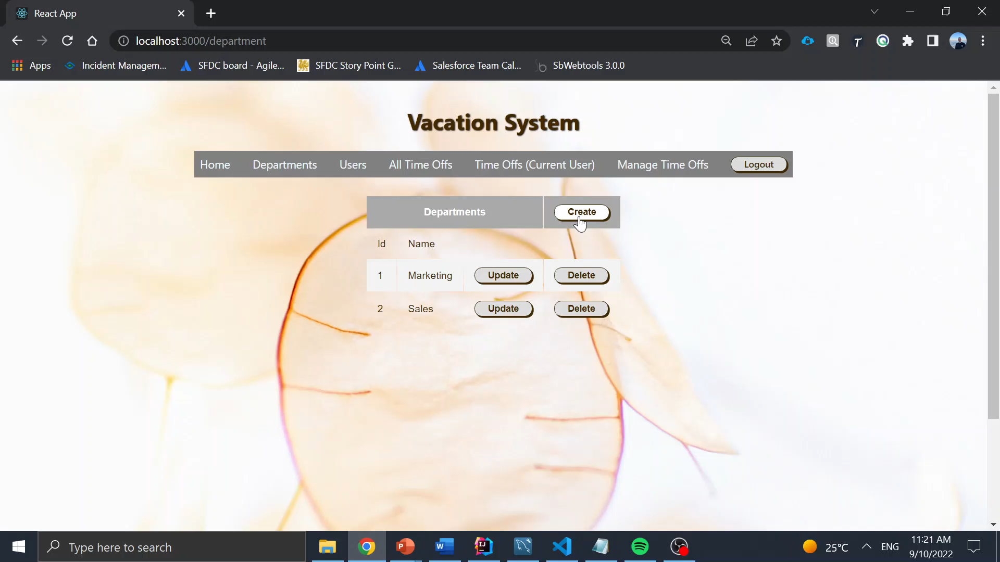 React App
localhost:3000/department
Apps
Incident Managem...
SFDC board - Agile...
SFDC Story Point G...
Salesforce Team Cal...
SbWebtools 3.0.0
Vacation System
Home Departments Users All Time Offs Time Offs (Current User) Manage Time Offs Logout
Departments Create
Id Name
1 Marketing Update Delete
2 Sales Update Delete
Type here to search
25°C
ENG
11:21 AM
9/10/2022